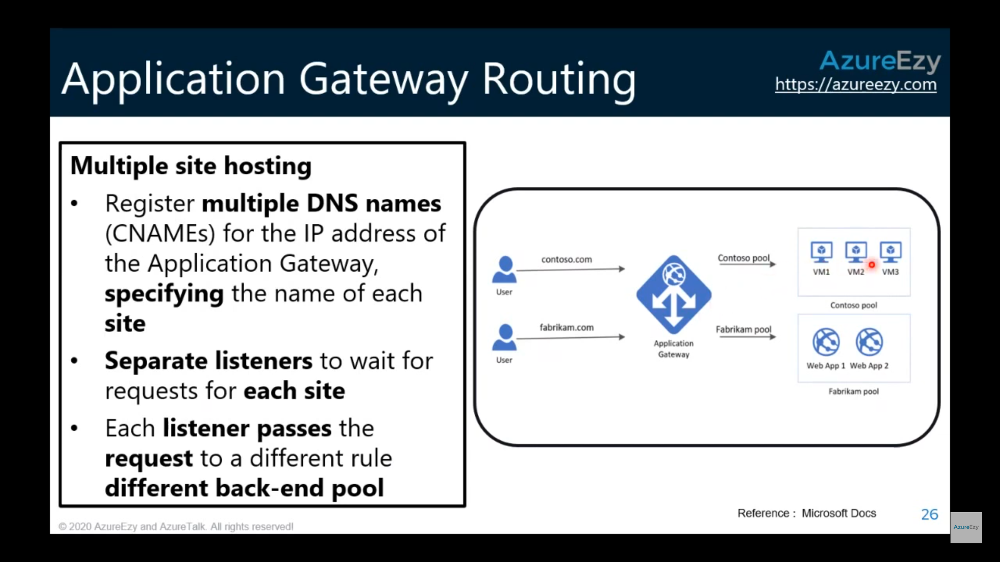 Application Gateway Routing
AzureEzy
https://azureezy.com
Multiple site hosting
• Register multiple DNS names
(CNAMEs) for the IP address of
the Application Gateway,
specifying the name of each
site
• Separate listeners to wait for
requests for each site
• Each listener passes the
request to a different rule
different back-end pool
contoso.com
User
fabrikam.com
User
Application
Gateway
Contoso pool
Fabrikam pool
VM1 VM2 VM3
Contoso pool
Web App 1 Web App 2
Fabrikam pool
Reference : Microsoft Docs
26
© 2020 AzureEzy and AzureTalk. All rights reserved!
AzureEzy